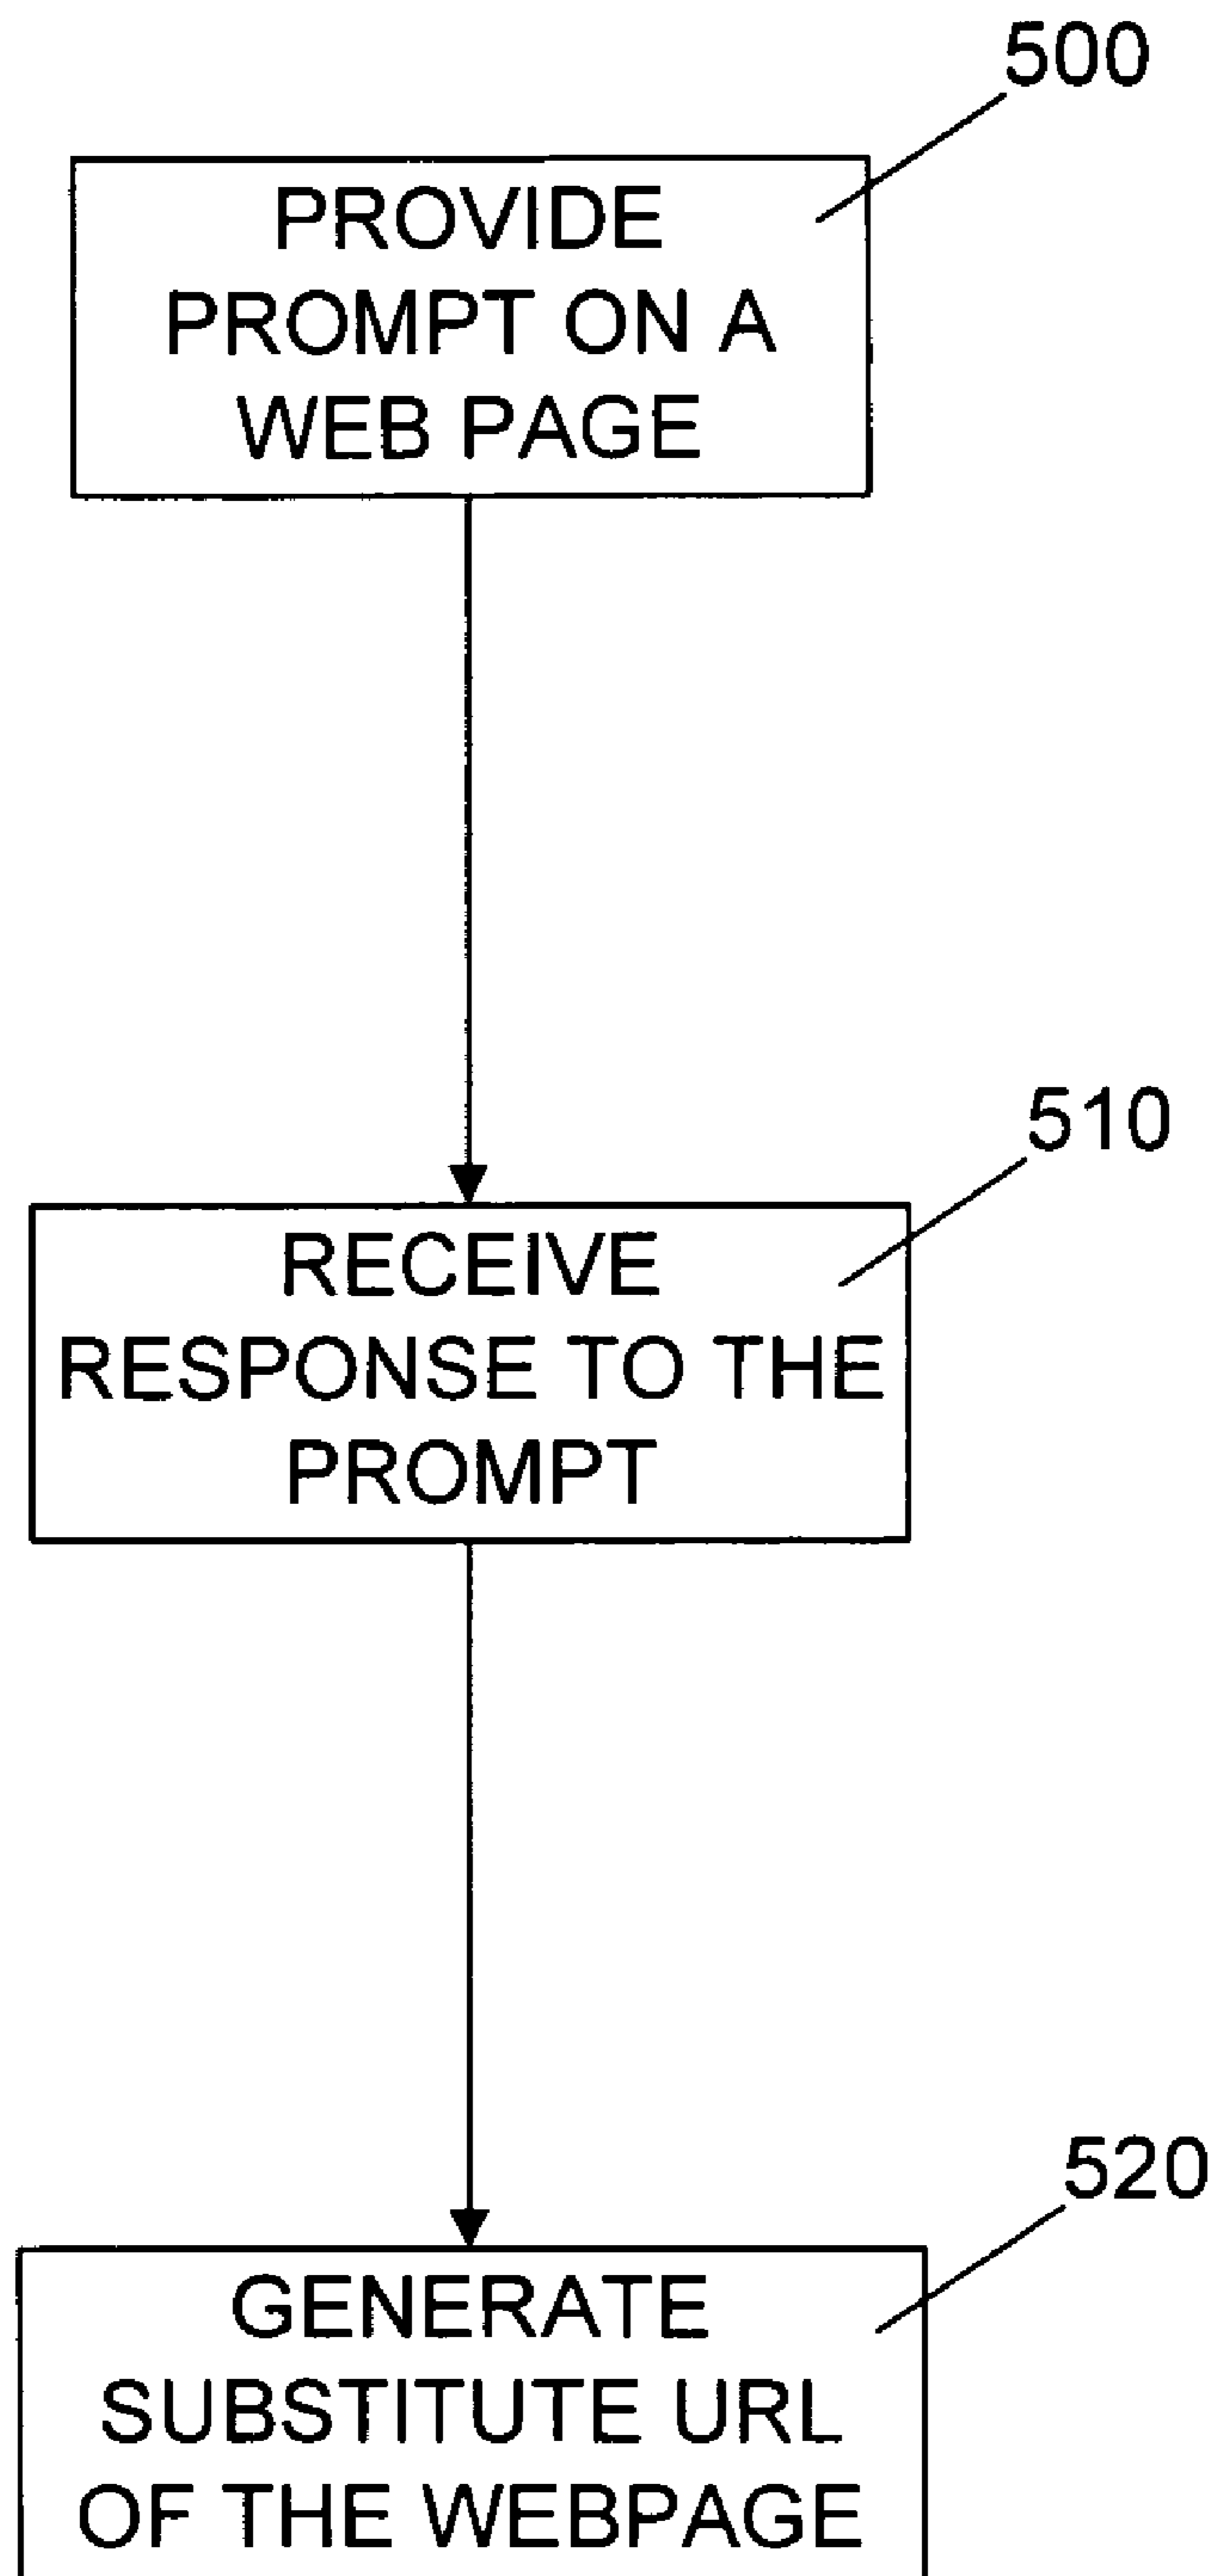 500
PROVIDE
PROMPT ON A
WEB PAGE
510
RECEIVE
RESPONSE TO THE
PROMPT
520
GENERATE
SUBSTITUTE URL
OF THE WEBPAGE